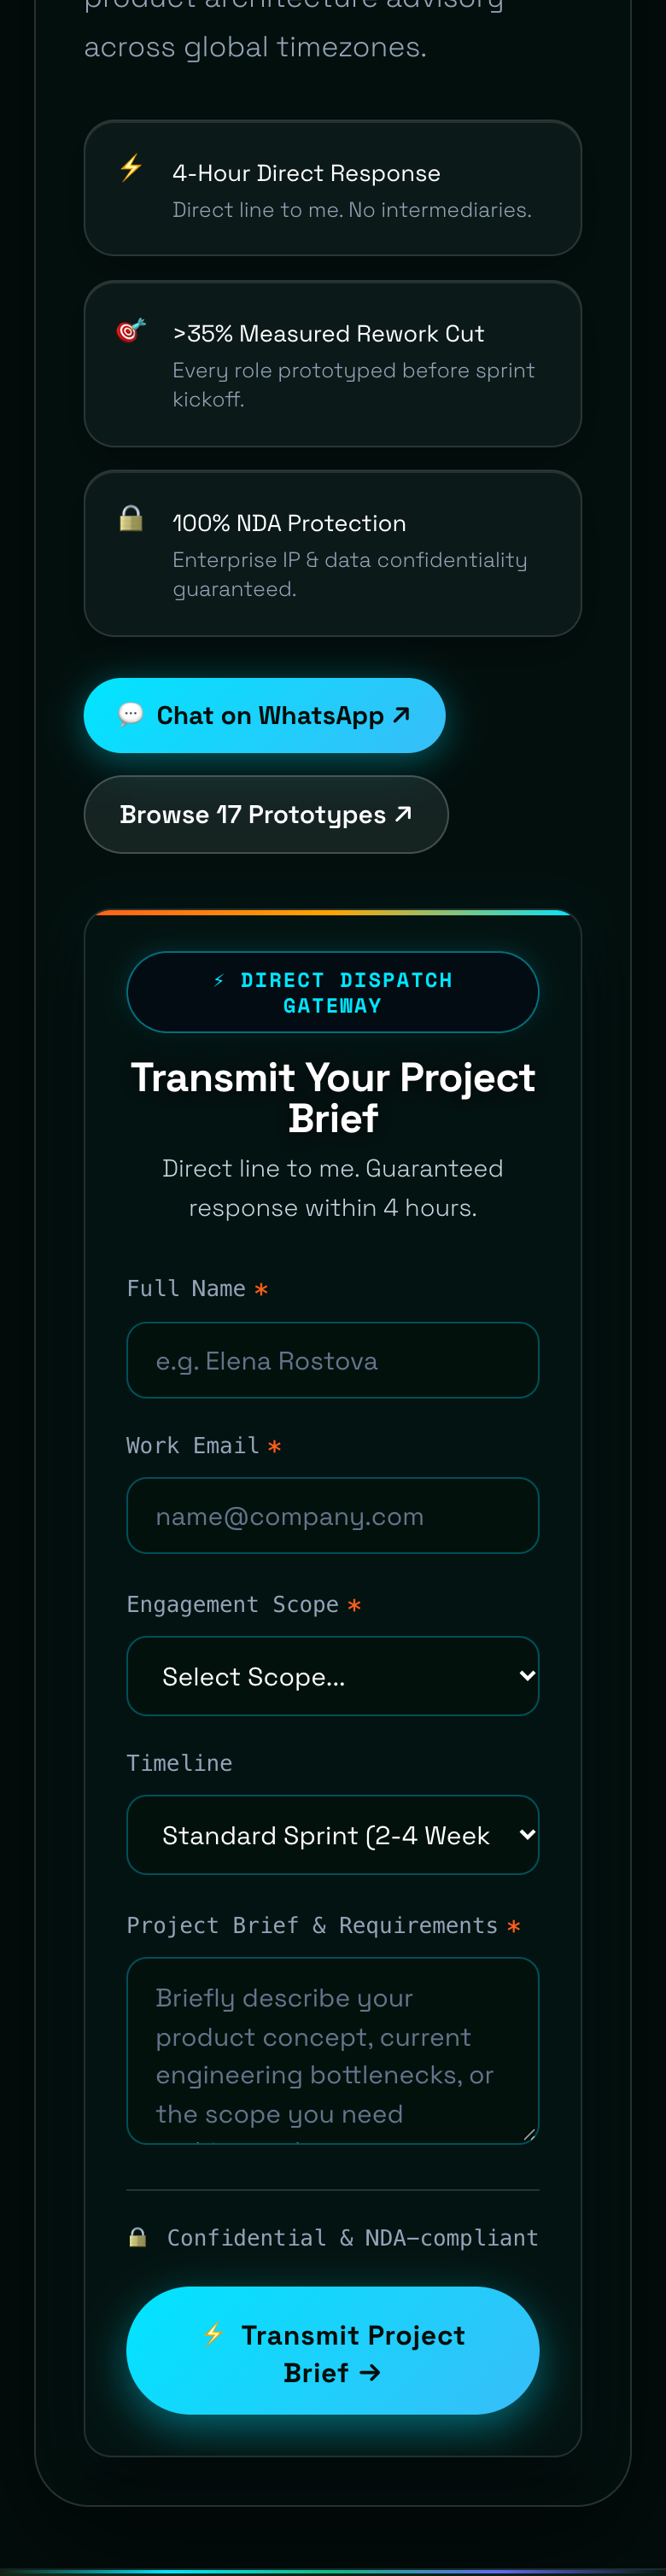 product architecture advisory
across global timezones.
⚡ 4-Hour Direct Response
Direct line to me. No intermediaries.
🎯 >35% Measured Rework Cut
Every role prototyped before sprint
kickoff.
🔒 100% NDA Protection
Enterprise IP & data confidentiality
guaranteed.
💬 Chat on WhatsApp ↗
Browse 17 Prototypes ↗
⚡ DIRECT DISPATCH
GATEWAY
Transmit Your Project
Brief
Direct line to me. Guaranteed
response within 4 hours.
Full Name *
e.g. Elena Rostova
Work Email *
name@company.com
Engagement Scope *
Select Scope...
Timeline
Standard Sprint (2-4 Week
Project Brief & Requirements *
Briefly describe your
product concept, current
engineering bottlenecks, or
the scope you need
🔒 Confidential & NDA-compliant
⚡ Transmit Project
Brief →